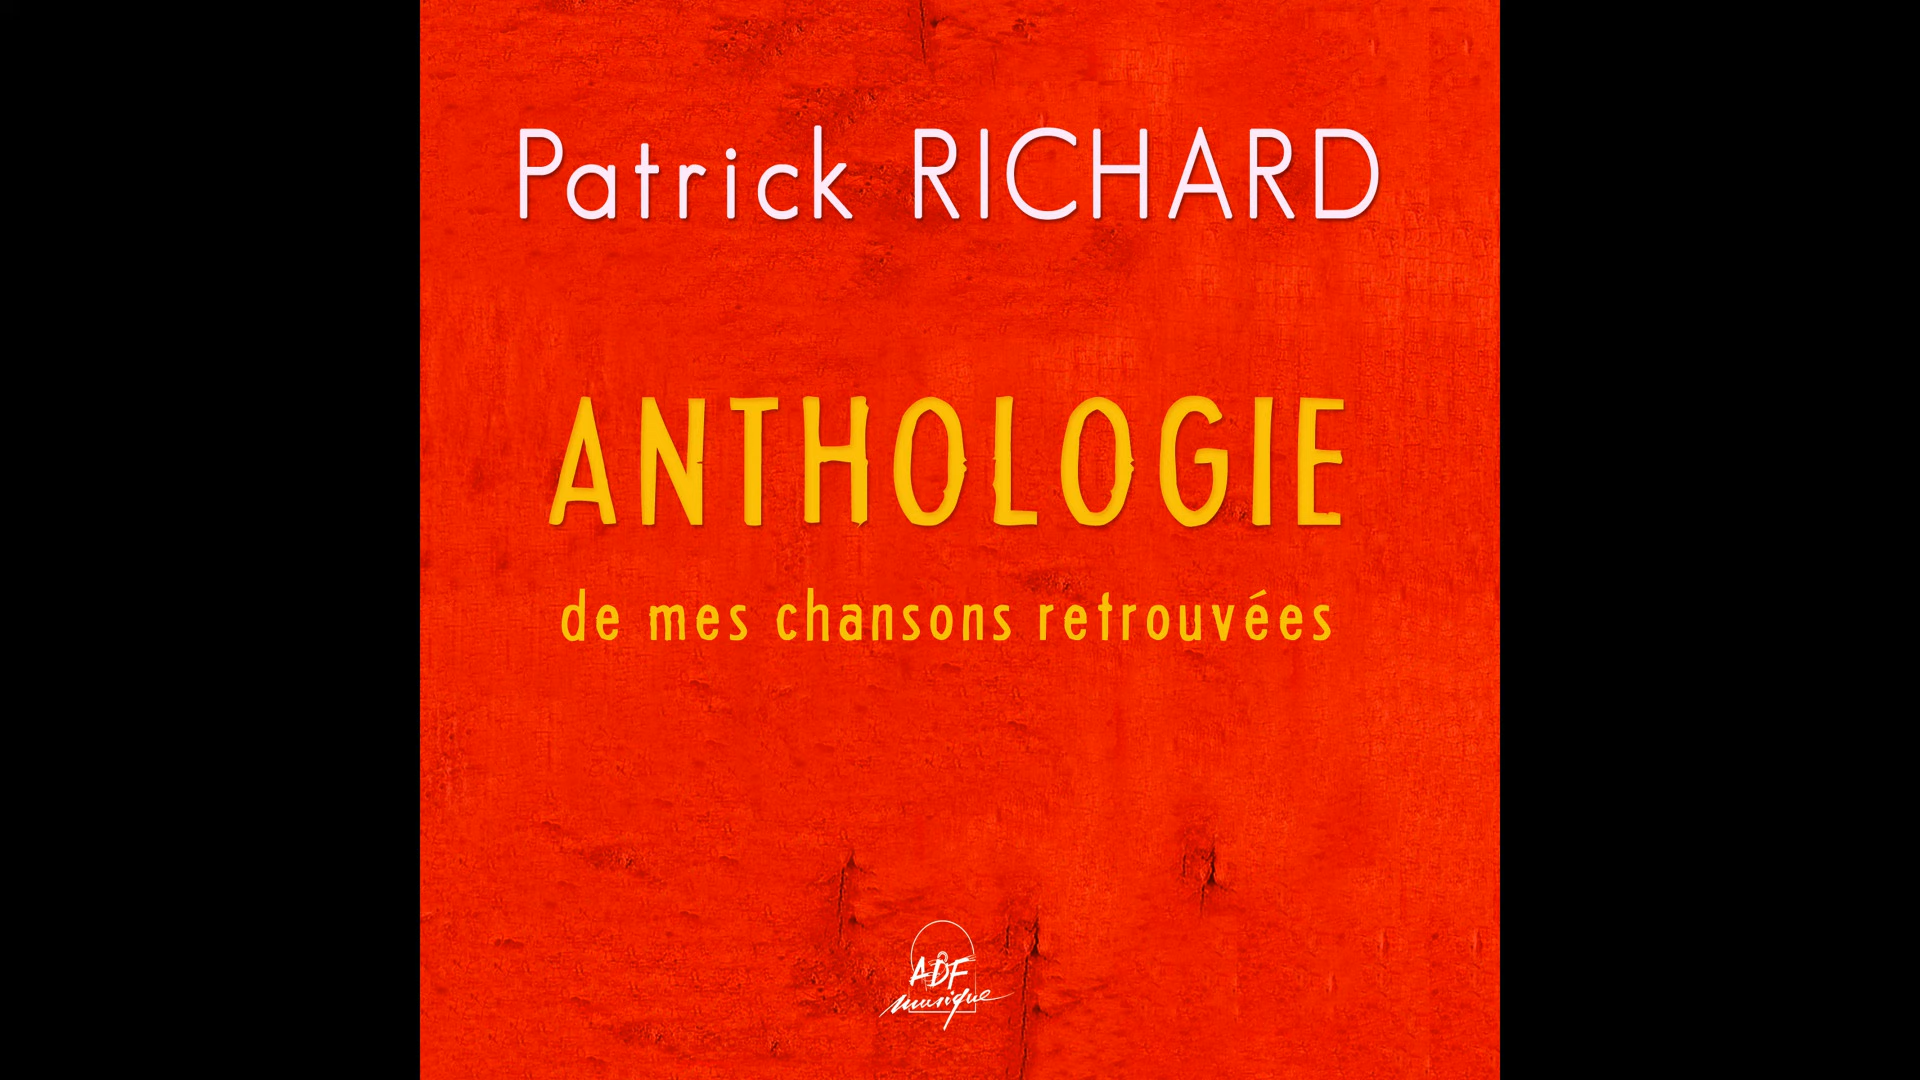 Patrick RICHARD
ANTHOLOGIE
de mes chansons retrouvées
ADF
musique